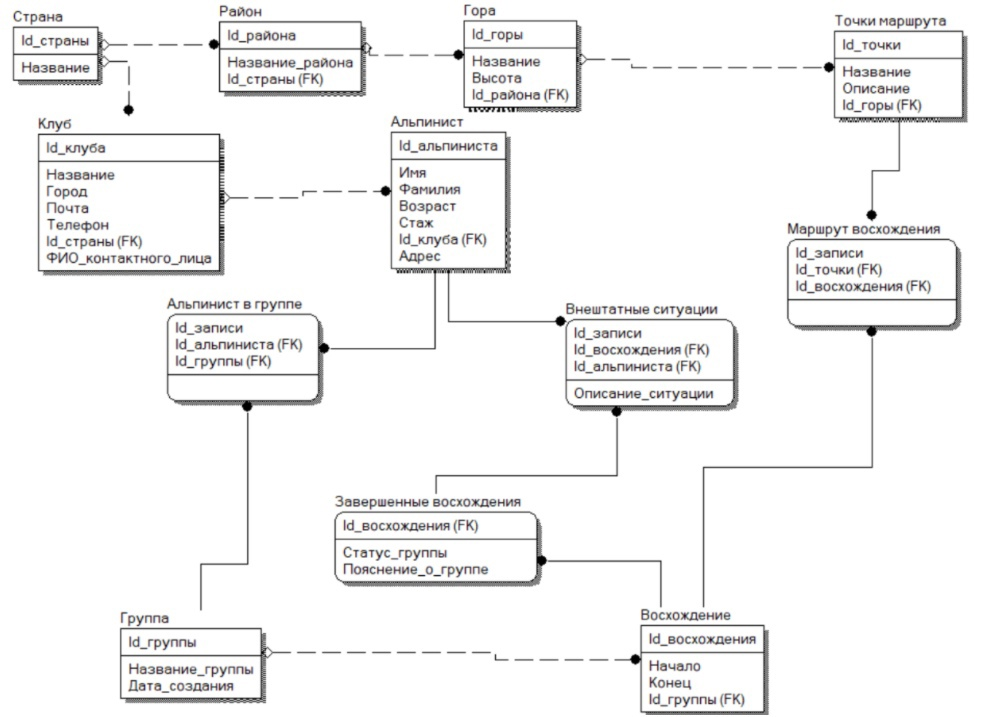 Страна
Id_страны
Название
Район
Id_района
Название_района
Id_страны (FK)
Гора
Id_горы
Название
Высота
Id_района (FK)
Точки маршрута
Id_точки
Название
Описание
Id_горы (FK)
Клуб
Id_клуба
Название
Город
Почта
Телефон
Id_страны (FK)
ФИО_контактного_лица
Альпинист
Id_альпиниста
Имя
Фамилия
Возраст
Стаж
Id_клуба (FK)
Адрес
Маршрут восхождения
Id_записи
Id_точки (FK)
Id_восхождения (FK)
Альпинист в группе
Id_записи
Id_альпиниста (FK)
Id_группы (FK)
Внештатные ситуации
Id_записи
Id_восхождения (FK)
Id_альпиниста (FK)
Описание_ситуации
Завершенные восхождения
Id_восхождения (FK)
Статус_группы
Пояснение_о_группе
Группа
Id_группы
Название_группы
Дата_создания
Восхождение
Id_восхождения
Начало
Конец
Id_группы (FK)